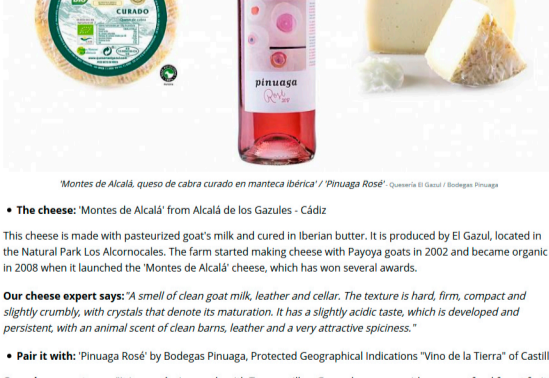 CURADO
pinuaga
Rosé
'Montes de Alcalá, queso de cabra curado en manteca ibérica' / 'Pinuaga Rosé' - Quesería El Gazul / Bodegas Pinuaga
• The cheese: 'Montes de Alcalá' from Alcalá de los Gazules - Cádiz
This cheese is made with pasteurized goat's milk and cured in Iberian butter. It is produced by El Gazul, located in
the Natural Park Los Alcornocales. The farm started making cheese with Payoya goats in 2002 and became organic
in 2008 when it launched the 'Montes de Alcalá' cheese, which has won several awards.
Our cheese expert says: "A smell of clean goat milk, leather and cellar. The texture is hard, firm, compact and
slightly crumbly, with crystals that denote its maturation. It has a slightly acidic taste, which is developed and
persistent, with an animal scent of clean barns, leather and a very attractive spiciness."
• Pair it with: 'Pinuaga Rosé' by Bodegas Pinuaga, Protected Geographical Indications "Vino de la Tierra" of Castill